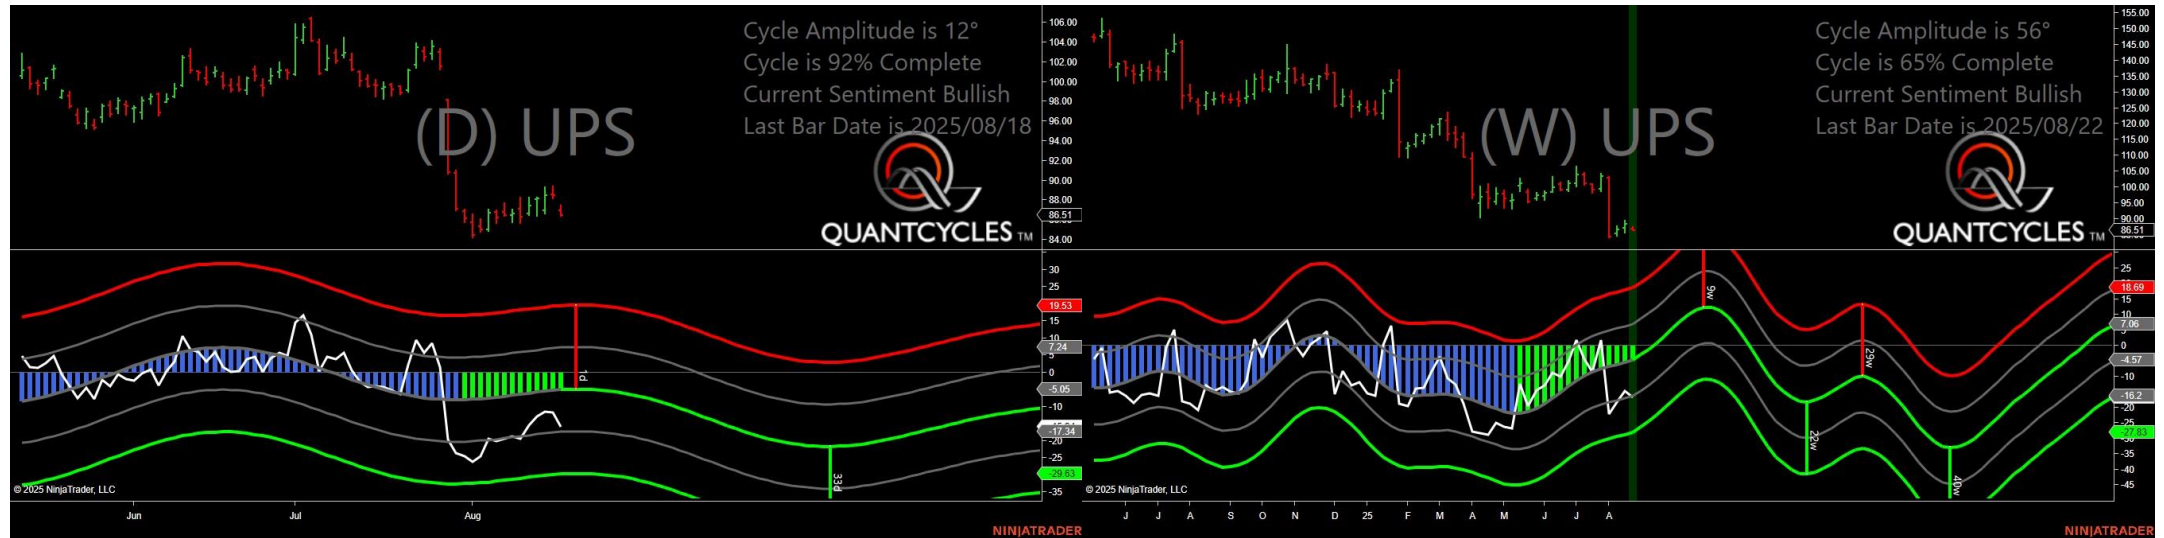 Cycle Amplitude is 12°
Cycle is 92% Complete
Current Sentiment Bullish
Last Bar Date is 2025/08/18
(D) UPS
QUANTCYCLES TM
106.00
104.00
102.00
100.00
98.00
96.00
94.00
92.00
90.00
88.00
86.51
84.00
30
25
19.53
15
7.24
5
0
-5.05
-10
-17.34
-20
-25
-29.63
-35
1d
33d
© 2025 NinjaTrader, LLC
Jun Jul Aug
NINJATRADER
Cycle Amplitude is 56°
Cycle is 65% Complete
Current Sentiment Bullish
Last Bar Date is 2025/08/22
(W) UPS
QUANTCYCLES TM
155.00
150.00
145.00
140.00
135.00
130.00
125.00
120.00
115.00
110.00
105.00
100.00
95.00
90.00
86.51
25
18.69
15
10
7.06
0
-4.57
-10
-16.2
-20
-25
-27.83
-35
-40
-45
9w
22w
29w
40w
© 2025 NinjaTrader, LLC
J J A S O N D 25 F M A M J J A
NINJATRADER